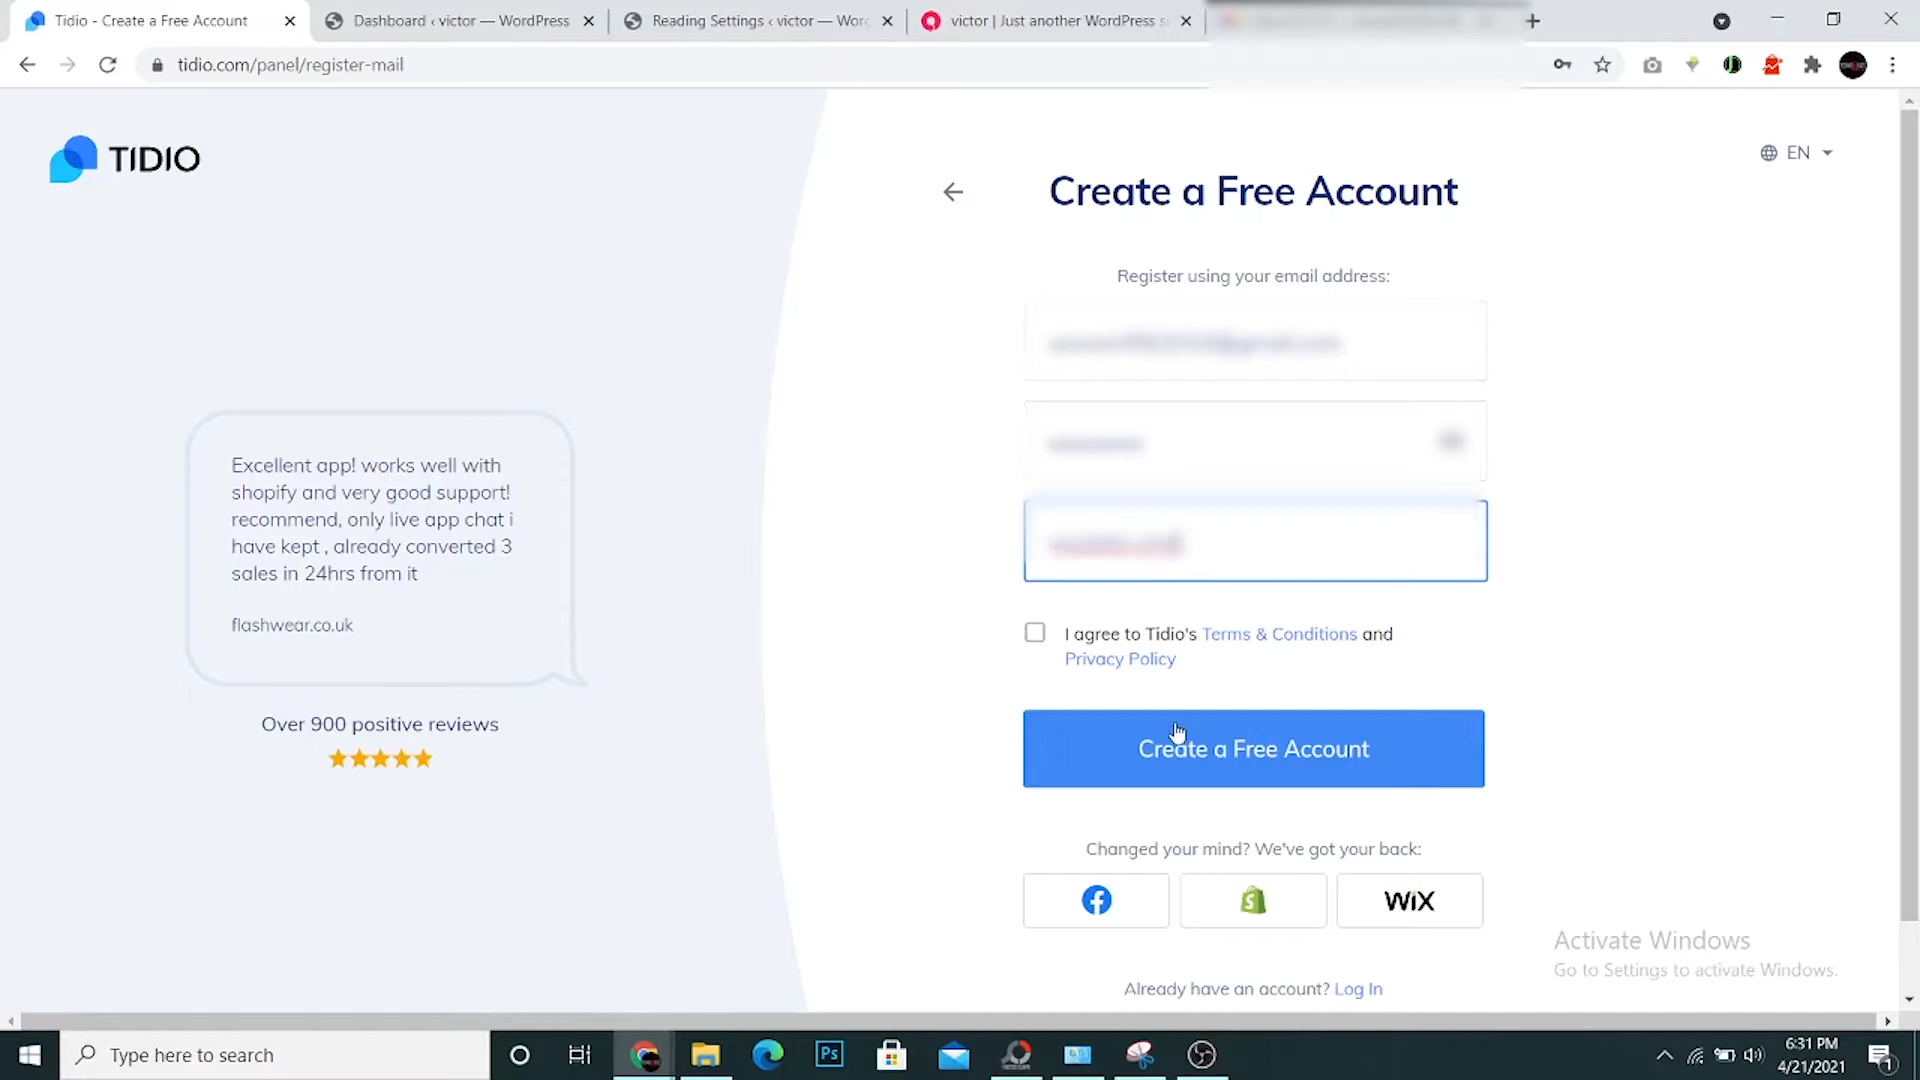 Tidio - Create a Free Account
Dashboard ‹ victor — WordPress
Reading Settings ‹ victor — Word
victor | Just another WordPress s
tidio.com/panel/register-mail
TIDIO
EN
Create a Free Account
Register using your email address:
Excellent app! works well with
shopify and very good support!
recommend, only live app chat i
have kept , already converted 3
sales in 24hrs from it
flashwear.co.uk
Over 900 positive reviews
I agree to Tidio's Terms & Conditions and
Privacy Policy
Create a Free Account
Changed your mind? We've got your back:
WiX
Already have an account? Log In
Activate Windows
Go to Settings to activate Windows.
Type here to search
Ps
6:31 PM
4/21/2021
1